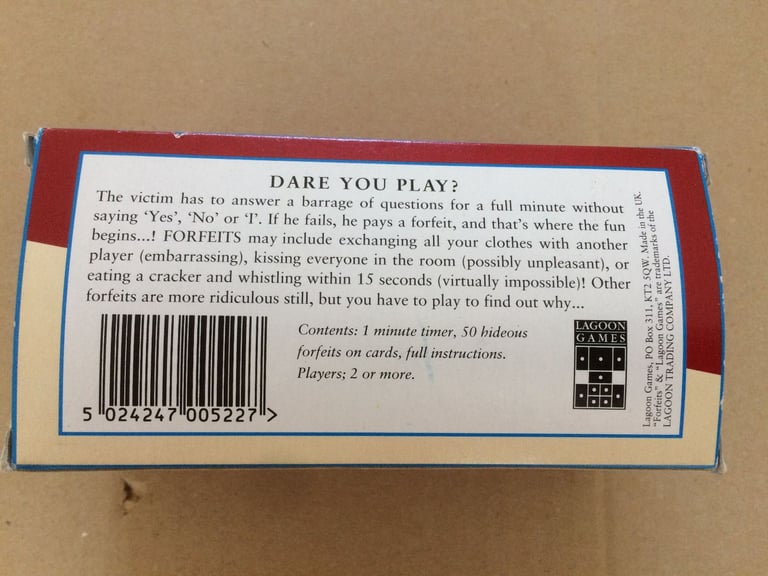 DARE YOU PLAY?
The victim has to answer a barrage of questions for a full minute without
saying ‘Yes’, ‘No’ or ‘I’. If he fails, he pays a forfeit, and that’s where the fun
begins...! FORFEITS may include exchanging all your clothes with another
player (embarrassing), kissing everyone in the room (possibly unpleasant), or
eating a cracker and whistling within 15 seconds (virtually impossible)! Other
forfeits are more ridiculous still, but you have to play to find out why...
Contents: 1 minute timer, 50 hideous
forfeits on cards, full instructions.
Players; 2 or more.
5 024247 005227 >
LAGOON
GAMES
Lagoon Games, PO Box 311, KT2 5QW. Made in the UK.
“Forfeits” & “Lagoon Games” are trademarks of the
LAGOON TRADING COMPANY LTD.